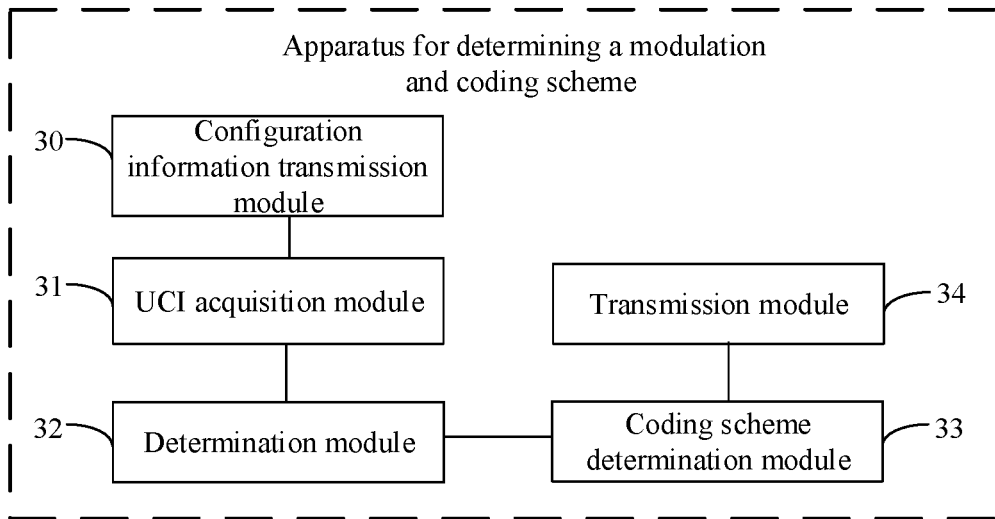 Apparatus for determining a modulation
and coding scheme
30
Configuration
information transmission
module
31
UCI acquisition module
Transmission module
34
32
Determination module
Coding scheme
determination module
33